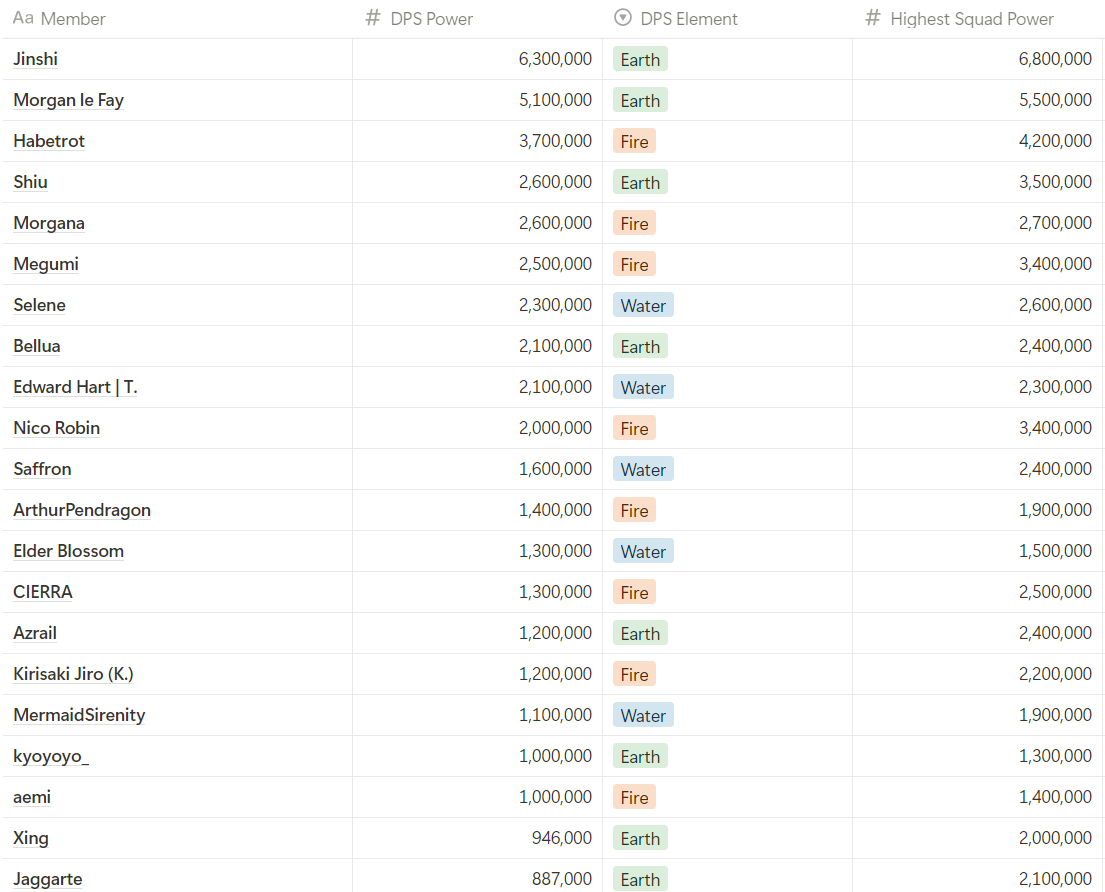 Aa Member # DPS Power DPS Element # Highest Squad Power
Jinshi 6,300,000 Earth 6,800,000
Morgan le Fay 5,100,000 Earth 5,500,000
Habetrot 3,700,000 Fire 4,200,000
Shiu 2,600,000 Earth 3,500,000
Morgana 2,600,000 Fire 2,700,000
Megumi 2,500,000 Fire 3,400,000
Selene 2,300,000 Water 2,600,000
Bellua 2,100,000 Earth 2,400,000
Edward Hart | T. 2,100,000 Water 2,300,000
Nico Robin 2,000,000 Fire 3,400,000
Saffron 1,600,000 Water 2,400,000
ArthurPendragon 1,400,000 Fire 1,900,000
Elder Blossom 1,300,000 Water 1,500,000
CIERRA 1,300,000 Fire 2,500,000
Azrail 1,200,000 Earth 2,400,000
Kirisaki Jiro (K.) 1,200,000 Fire 2,200,000
MermaidSirenity 1,100,000 Water 1,900,000
kyoyoyo_ 1,000,000 Earth 1,300,000
aemi 1,000,000 Fire 1,400,000
Xing 946,000 Earth 2,000,000
Jaggarte 887,000 Earth 2,100,000